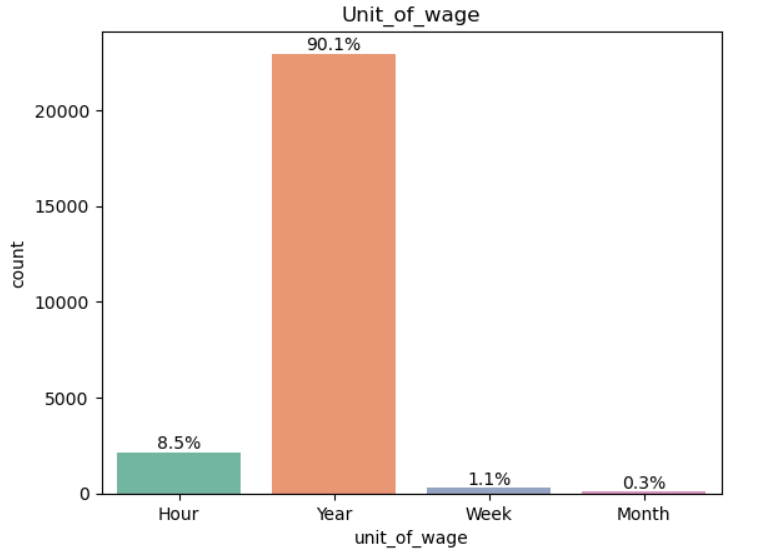 Unit_of_wage
90.1%
20000
15000
count
10000
5000
8.5%
1.1%
0.3%
0
Hour Year Week Month
unit_of_wage